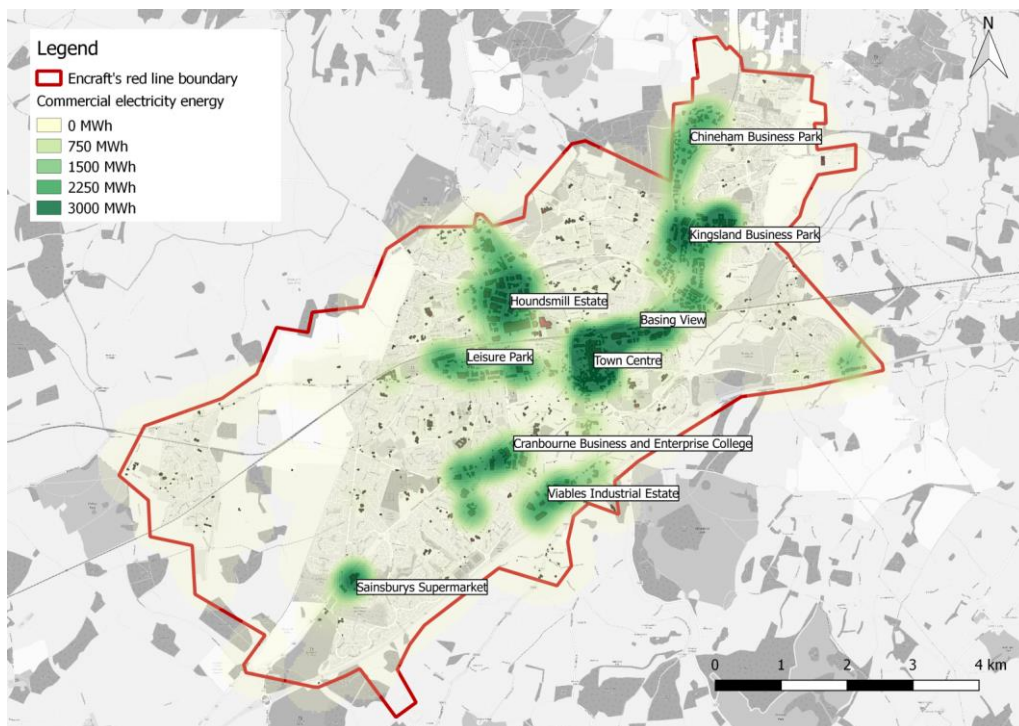 Legend
Encraft's red line boundary
Commercial electricity energy
0 MWh
750 MWh
1500 MWh
2250 MWh
3000 MWh
N
Chineham Business Park
Kingsland Business Park
Houndsmill Estate
Basing View
Leisure Park
Town Centre
Cranbourne Business and Enterprise College
Viables Industrial Estate
Sainsburys Supermarket
0 1 2 3 4 km